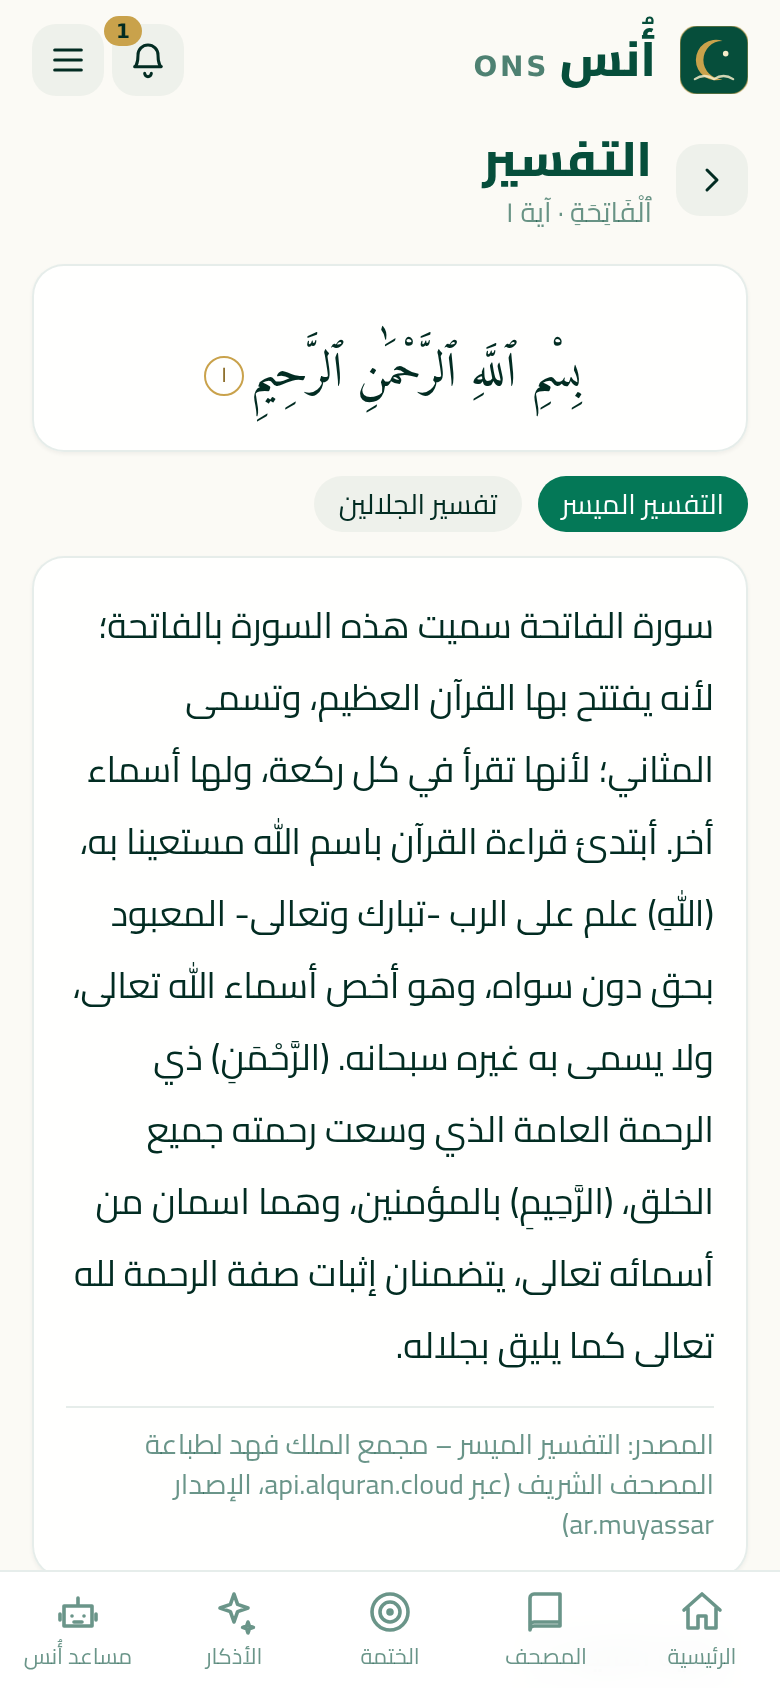 أُنس ONS
1
التفسير
ٱلْفَاتِحَةِ · آية ١
بِسْمِ ٱللَّهِ ٱلرَّحْمَٰنِ ٱلرَّحِيمِ ١
التفسير الميسر
تفسير الجلالين
سورة الفاتحة سميت هذه السورة بالفاتحة؛
لأنه يفتتح بها القرآن العظيم، وتسمى
المثاني؛ لأنها تقرأ في كل ركعة، ولها أسماء
أخر. أبتدئ قراءة القرآن باسم الله مستعينا به،
(اللهِ) علم على الرب -تبارك وتعالى- المعبود
بحق دون سواه، وهو أخص أسماء الله تعالى،
ولا يسمى به غيره سبحانه. (الرَّحْمَنِ) ذي
الرحمة العامة الذي وسعت رحمته جميع
الخلق، (الرَّحِيمِ) بالمؤمنين، وهما اسمان من
أسمائه تعالى، يتضمنان إثبات صفة الرحمة لله
تعالى كما يليق بجلاله.
المصدر: التفسير الميسر – مجمع الملك فهد لطباعة
المصحف الشريف (عبر api.alquran.cloud، الإصدار
ar.muyassar)
الرئيسية
المصحف
الختمة
الأذكار
مساعد أُنس